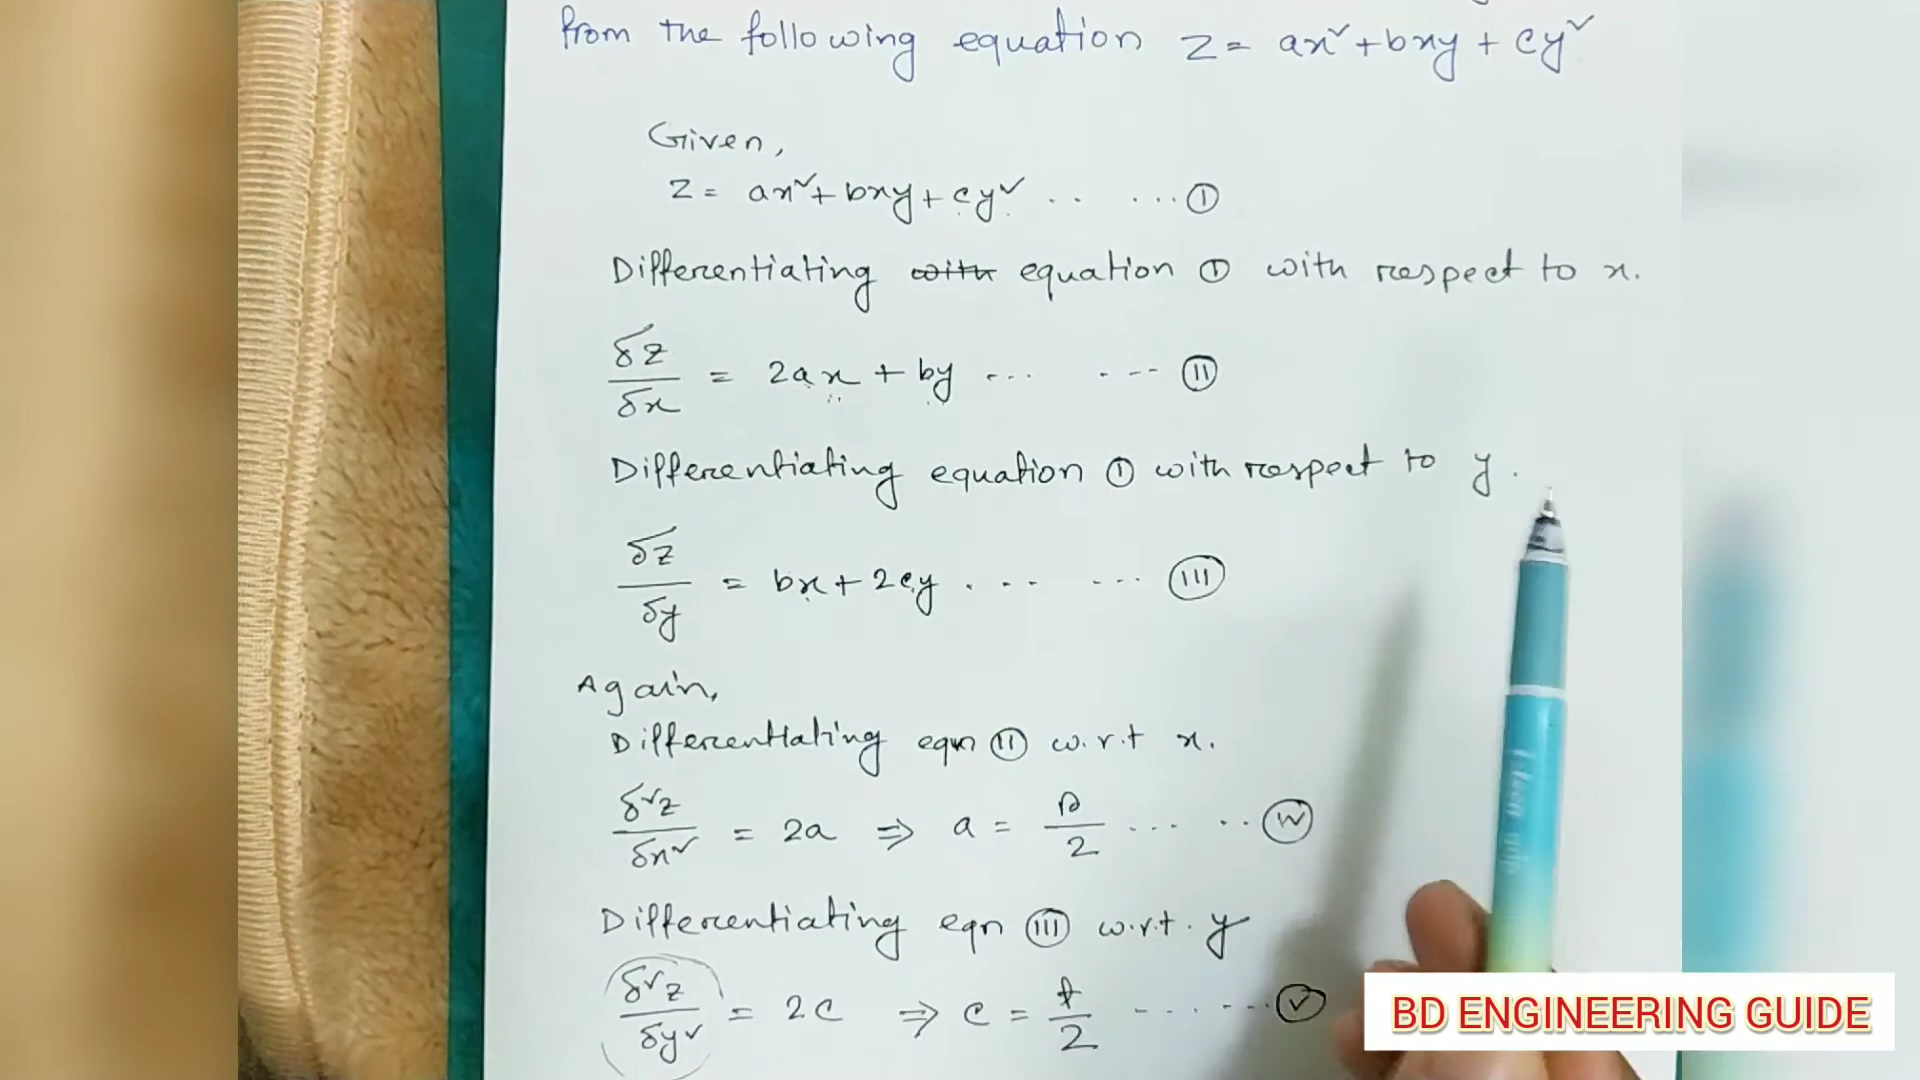 from the following equation z = ax² + bxy + cy²
Given,
z = ax² + bxy + cy² .. ... ①
Differentiating with equation ① with respect to x.
δz/δx = 2ax + by ... --- ⑪
Differentiating equation ① with respect to y.
δz/δy = bx + 2cy ... ... (III)
Again,
Differentiating eqn (II) w.r.t x.
δ²z/δx² = 2a ⇒ a = r/2 ... .. (IV)
Differentiating eqn (III) w.r.t. y
δ²z/δy² = 2c ⇒ c = t/2 .... --- (V)
BD ENGINEERING GUIDE